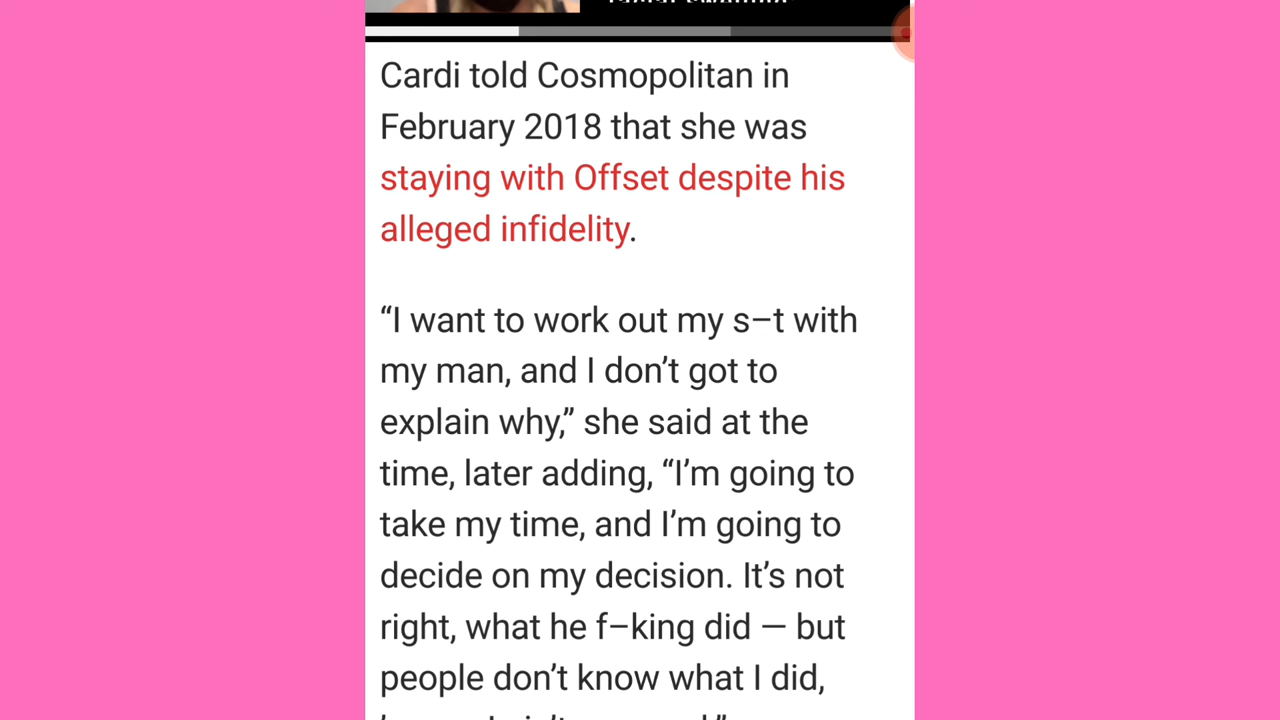 Cardi told Cosmopolitan in
February 2018 that she was
staying with Offset despite his
alleged infidelity.
“I want to work out my s–t with
my man, and I don’t got to
explain why,” she said at the
time, later adding, “I’m going to
take my time, and I’m going to
decide on my decision. It’s not
right, what he f–king did — but
people don’t know what I did,